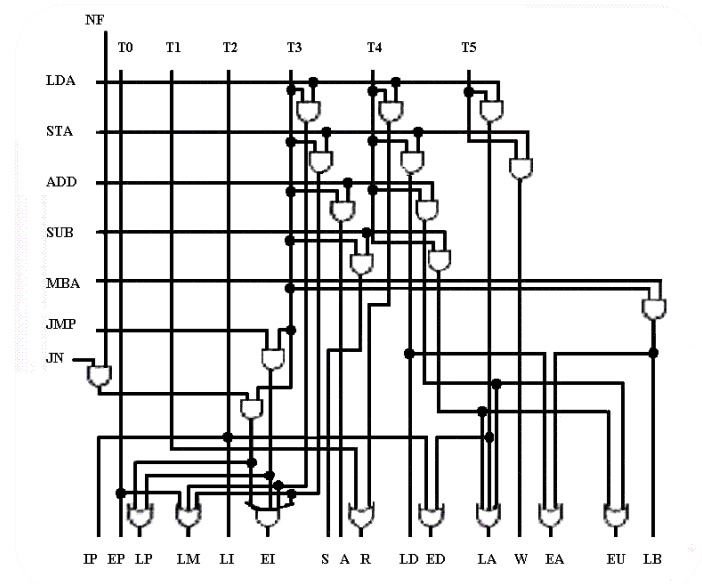 NF
T0 T1 T2 T3 T4 T5
LDA
STA
ADD
SUB
MBA
JMP
JN
IP EP LP LM LI EI S A R LD ED LA W EA EU LB